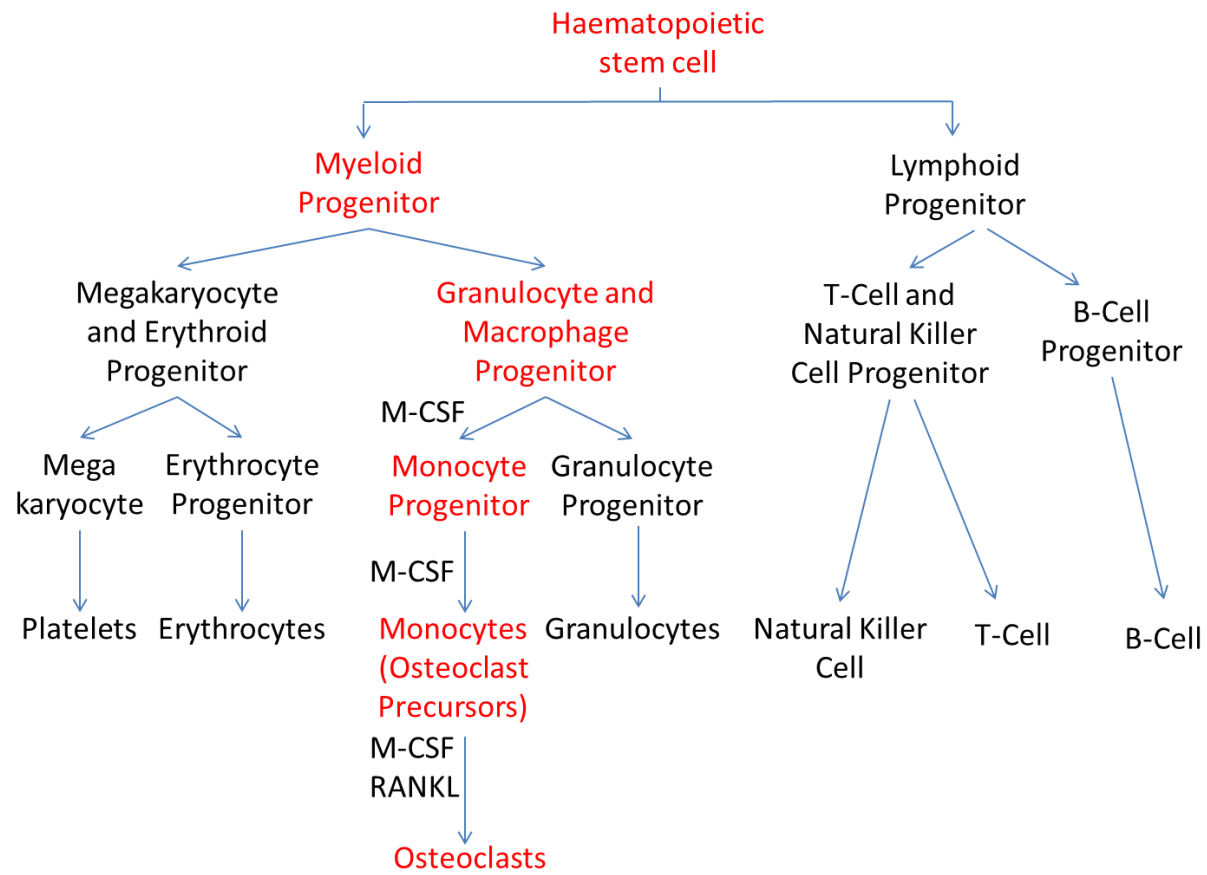 Haematopoietic
stem cell
Myeloid
Progenitor
Lymphoid
Progenitor
Megakaryocyte
and Erythroid
Progenitor
Granulocyte and
Macrophage
Progenitor
T-Cell and
Natural Killer
Cell Progenitor
B-Cell
Progenitor
M-CSF
Mega
karyocyte
Erythrocyte
Progenitor
Monocyte
Progenitor
Granulocyte
Progenitor
M-CSF
Platelets
Erythrocytes
Monocytes
(Osteoclast
Precursors)
Granulocytes
Natural Killer
Cell
T-Cell
B-Cell
M-CSF
RANKL
Osteoclasts